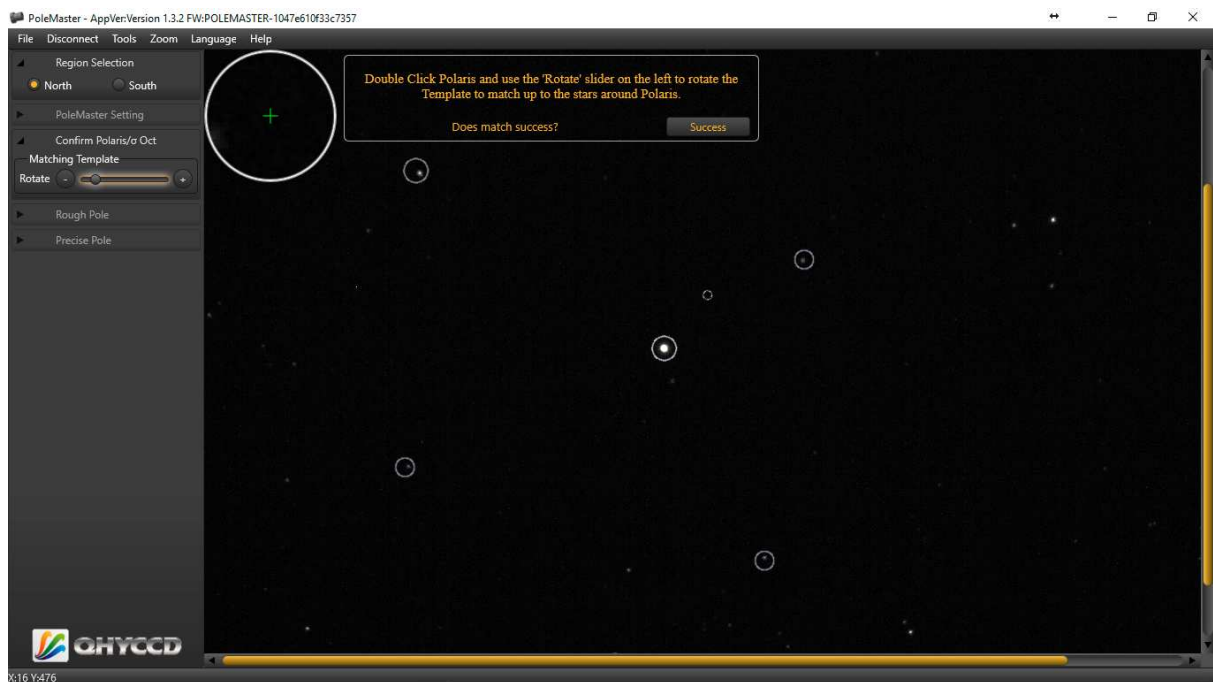 PoleMaster - AppVer:Version 1.3.2 FW:POLEMASTER-1047e610f33c7357
File Disconnect Tools Zoom Language Help
Region Selection
North South
PoleMaster Setting
Confirm Polaris/σ Oct
Matching Template
Rotate - +
Rough Pole
Precise Pole
Double Click Polaris and use the 'Rotate' slider on the left to rotate the
Template to match up to the stars around Polaris.
Does match success? Success
QHYCCD
X:16 Y:476